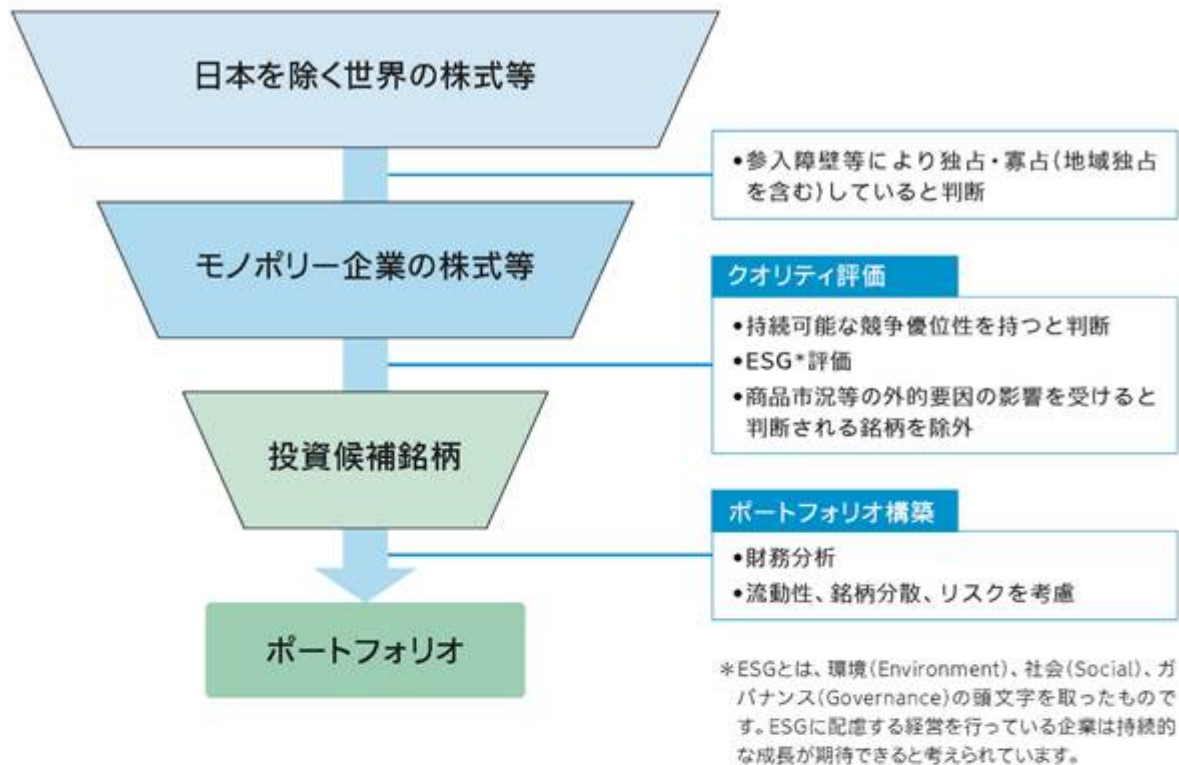 日本を除く世界の株式等
•参入障壁等により独占・寡占(地域独占
を含む)していると判断
モノポリー企業の株式等
クオリティ評価
•持続可能な競争優位性を持つと判断
•ESG*評価
•商品市況等の外的要因の影響を受けると
判断される銘柄を除外
投資候補銘柄
ポートフォリオ構築
•財務分析
•流動性、銘柄分散、リスクを考慮
ポートフォリオ
*ESGとは、環境(Environment)、社会(Social)、ガ
バナンス(Governance)の頭文字を取ったもので
す。ESGに配慮する経営を行っている企業は持続的
な成長が期待できると考えられています。